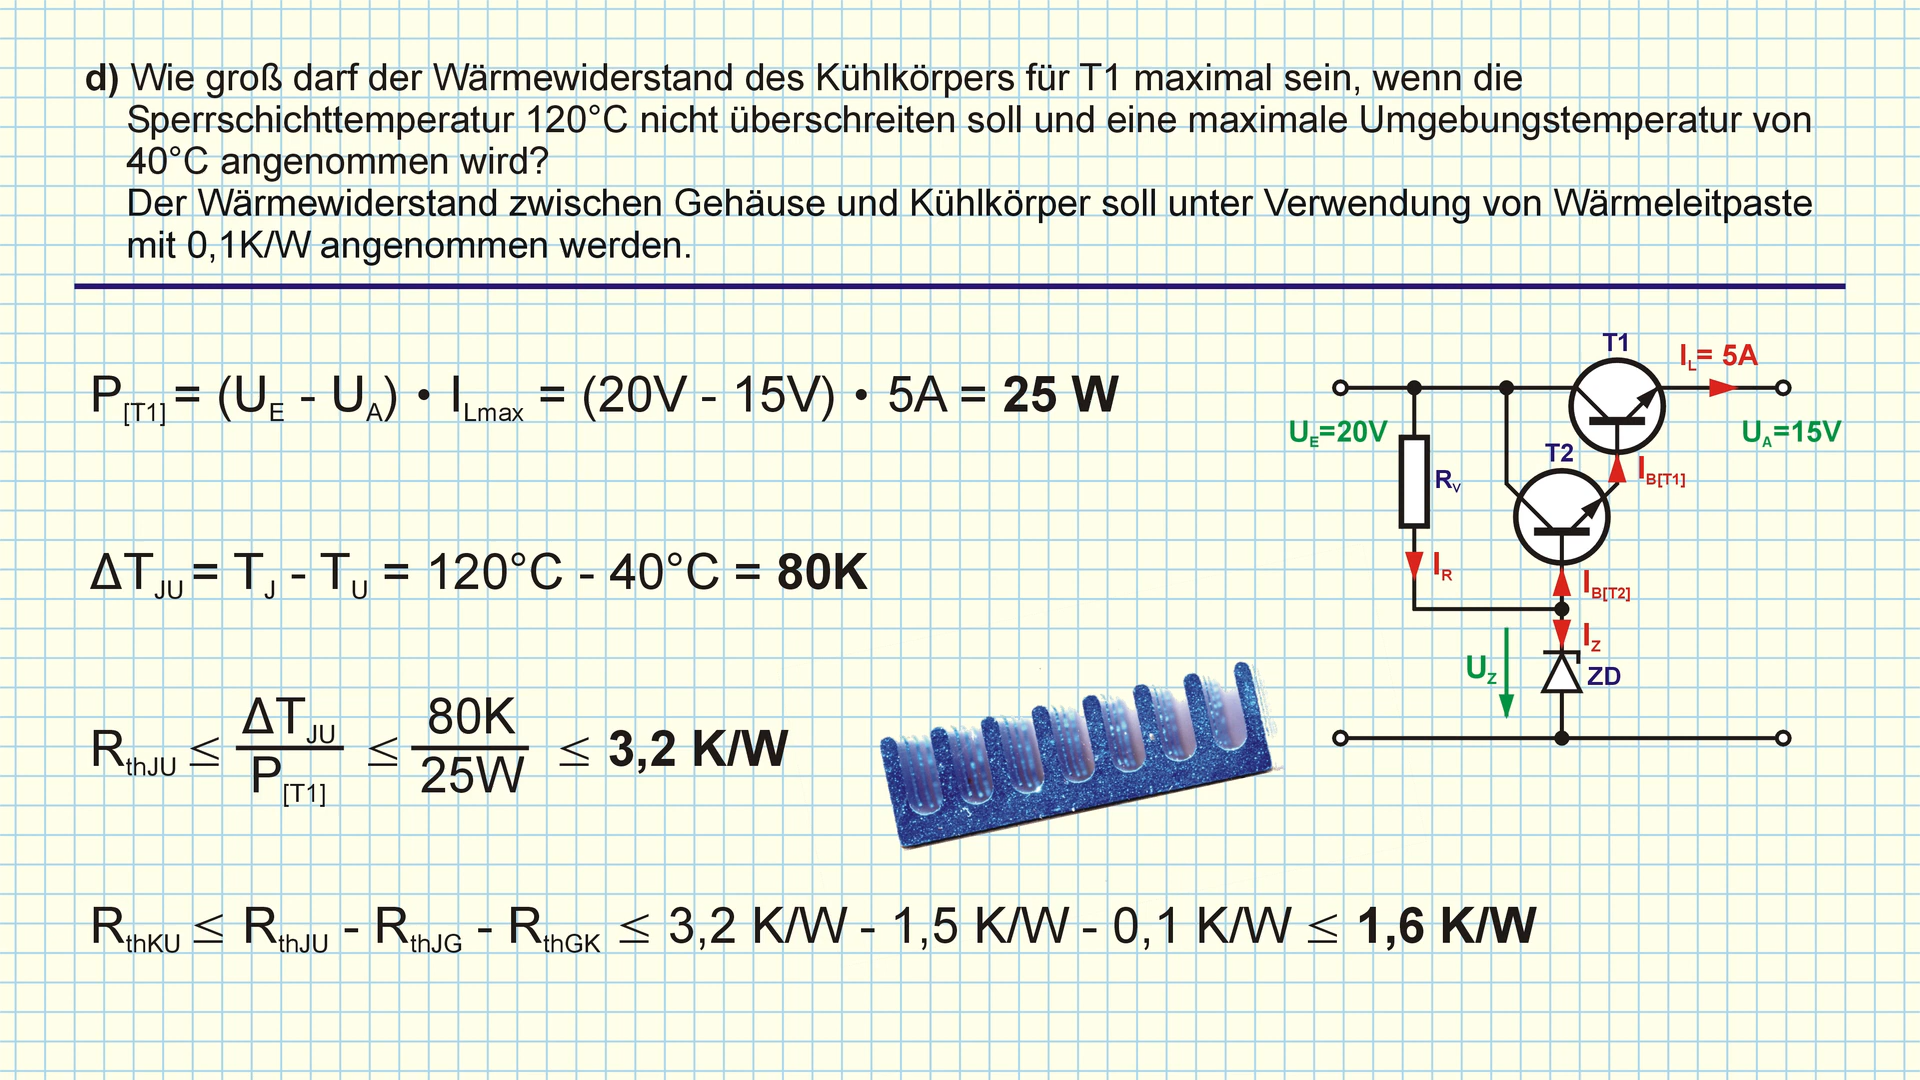 d) Wie groß darf der Wärmewiderstand des Kühlkörpers für T1 maximal sein, wenn die
Sperrschichttemperatur 120°C nicht überschreiten soll und eine maximale Umgebungstemperatur von
40°C angenommen wird?
Der Wärmewiderstand zwischen Gehäuse und Kühlkörper soll unter Verwendung von Wärmeleitpaste
mit 0,1K/W angenommen werden.
P[T1] = (UE - UA) • ILmax = (20V - 15V) • 5A = 25 W
ΔTJU = TJ - TU = 120°C - 40°C = 80K
RthJU ≤ ΔTJU / P[T1] ≤ 80K / 25W ≤ 3,2 K/W
RthKU ≤ RthJU - RthJG - RthGK ≤ 3,2 K/W - 1,5 K/W - 0,1 K/W ≤ 1,6 K/W
T1
IL= 5A
UE=20V
UA=15V
T2
IB[T1]
RV
IR
IB[T2]
IZ
UZ
ZD